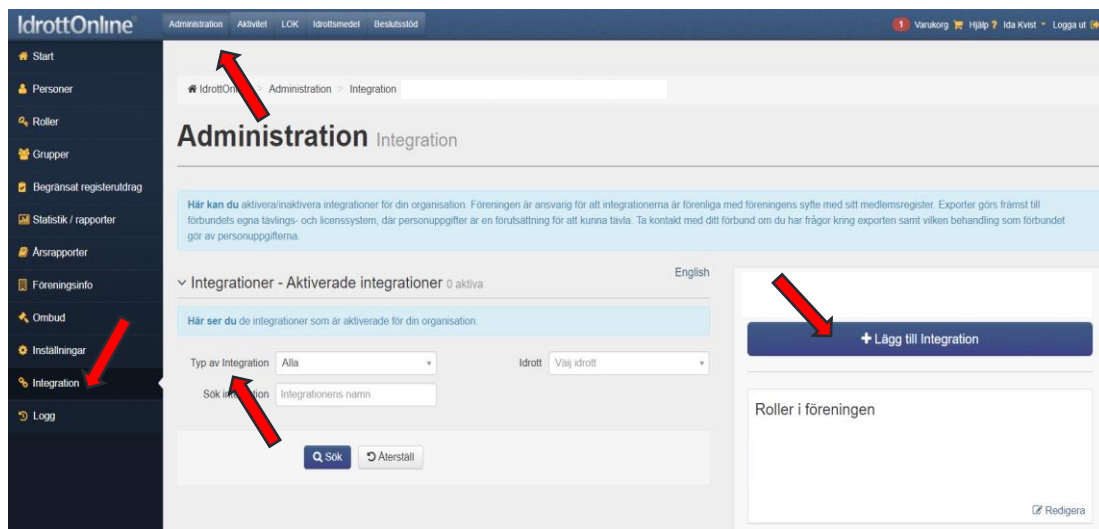 IdrottOnline
Administration Aktivitet LOK Idrottsmedel Beslutsstöd
1 Varukorg Hjälp ? Ida Kvist Logga ut
Start
Personer
Roller
Grupper
Begränsat registerutdrag
Statistik / rapporter
Årsrapporter
Föreningsinfo
Ombud
Inställningar
Integration
Logg
> Administration > Integration
Administration Integration
Här kan du aktivera/inaktivera integrationer för din organisation. Föreningen är ansvarig för att integrationerna är förenliga med föreningens syfte med sitt medlemsregister. Exporter görs främst till
förbundets egna tävlings- och licenssystem, där personuppgifter är en förutsättning för att kunna tävla. Ta kontakt med ditt förbund om du har frågor kring exporten samt vilken behandling som förbundet
gör av personuppgifterna.
English
Integrationer - Aktiverade integrationer 0 aktiva
Här ser du de integrationer som är aktiverade för din organisation.
Typ av Integration Alla Idrott Välj idrott
Sök Integrationens namn
Sök Återställ
+ Lägg till Integration
Roller i föreningen
Redigera